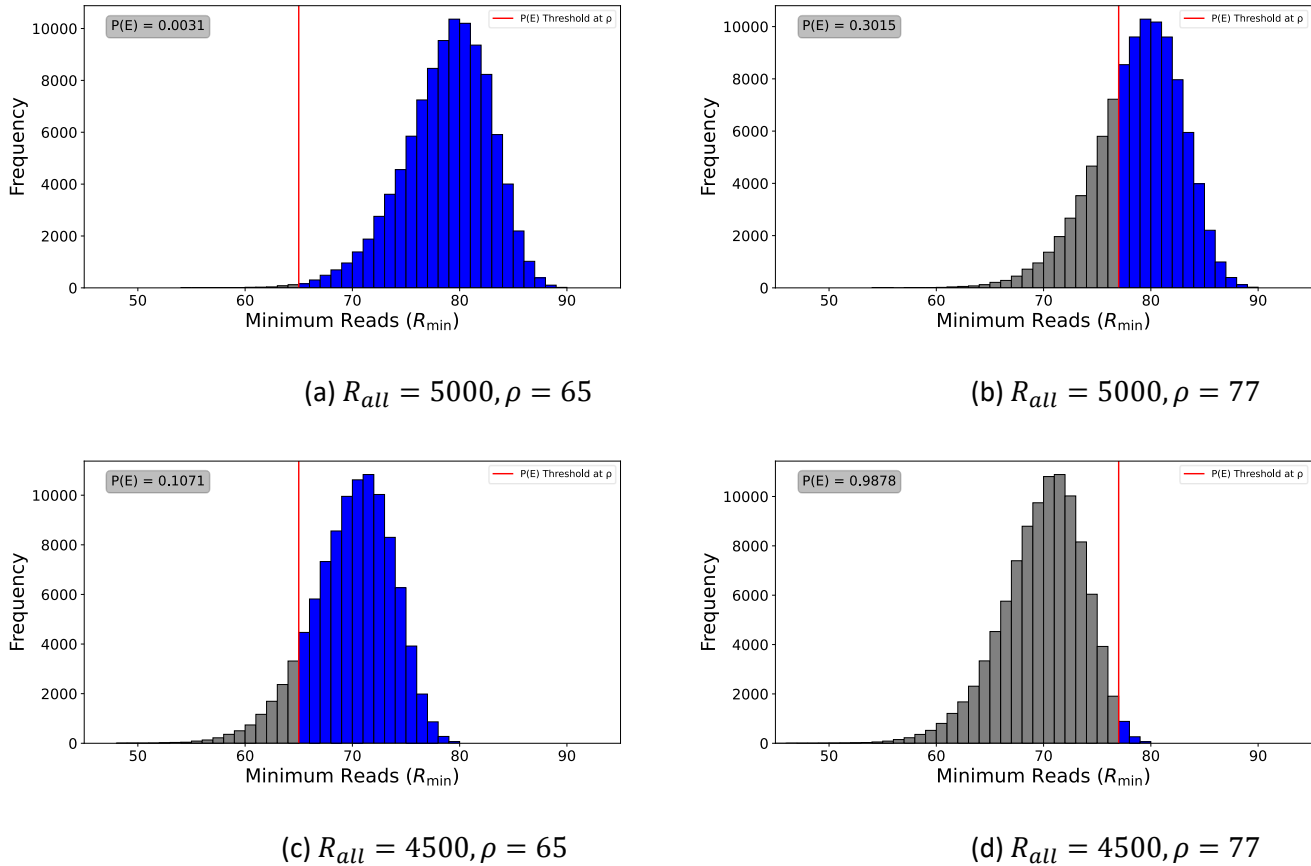 P(E) = 0.0031
P(E) Threshold at ρ
Frequency
10000
8000
6000
4000
2000
0
50 60 70 80 90
Minimum Reads (R_min)
(a) R_all = 5000, ρ = 65
P(E) = 0.3015
P(E) Threshold at ρ
Frequency
10000
8000
6000
4000
2000
0
50 60 70 80 90
Minimum Reads (R_min)
(b) R_all = 5000, ρ = 77
P(E) = 0.1071
P(E) Threshold at ρ
Frequency
10000
8000
6000
4000
2000
0
50 60 70 80 90
Minimum Reads (R_min)
(c) R_all = 4500, ρ = 65
P(E) = 0.9878
P(E) Threshold at ρ
Frequency
10000
8000
6000
4000
2000
0
50 60 70 80 90
Minimum Reads (R_min)
(d) R_all = 4500, ρ = 77